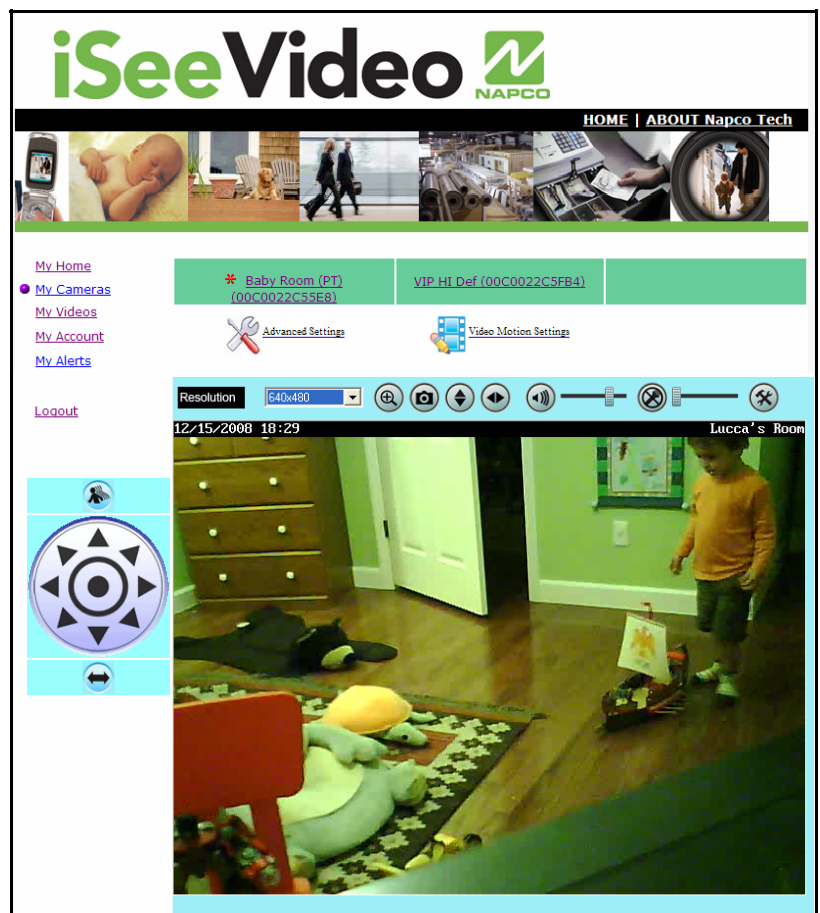 iSeeVideo NAPCO
HOME | ABOUT Napco Tech
My Home
My Cameras
My Videos
My Account
My Alerts
Logout
* Baby Room (PT)
(00C0022C55E8)
VIP HI Def (00C0022C5FB4)
Advanced Settings
Video Motion Settings
Resolution
640x480
12/15/2008 18:29
Lucca's Room